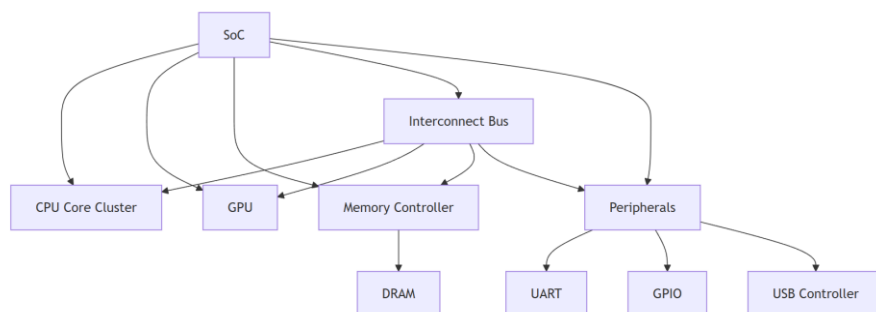 SoC
Interconnect Bus
CPU Core Cluster
GPU
Memory Controller
Peripherals
DRAM
UART
GPIO
USB Controller